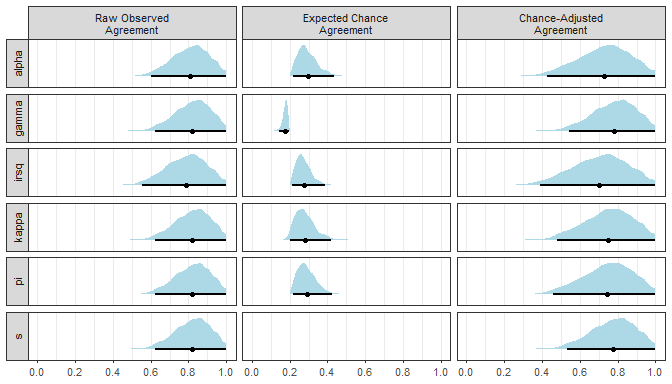 Raw Observed
Agreement
Expected Chance
Agreement
Chance-Adjusted
Agreement
alpha
gamma
irsq
kappa
pi
s
0.0 0.2 0.4 0.6 0.8 1.0 0.0 0.2 0.4 0.6 0.8 1.0 0.0 0.2 0.4 0.6 0.8 1.0